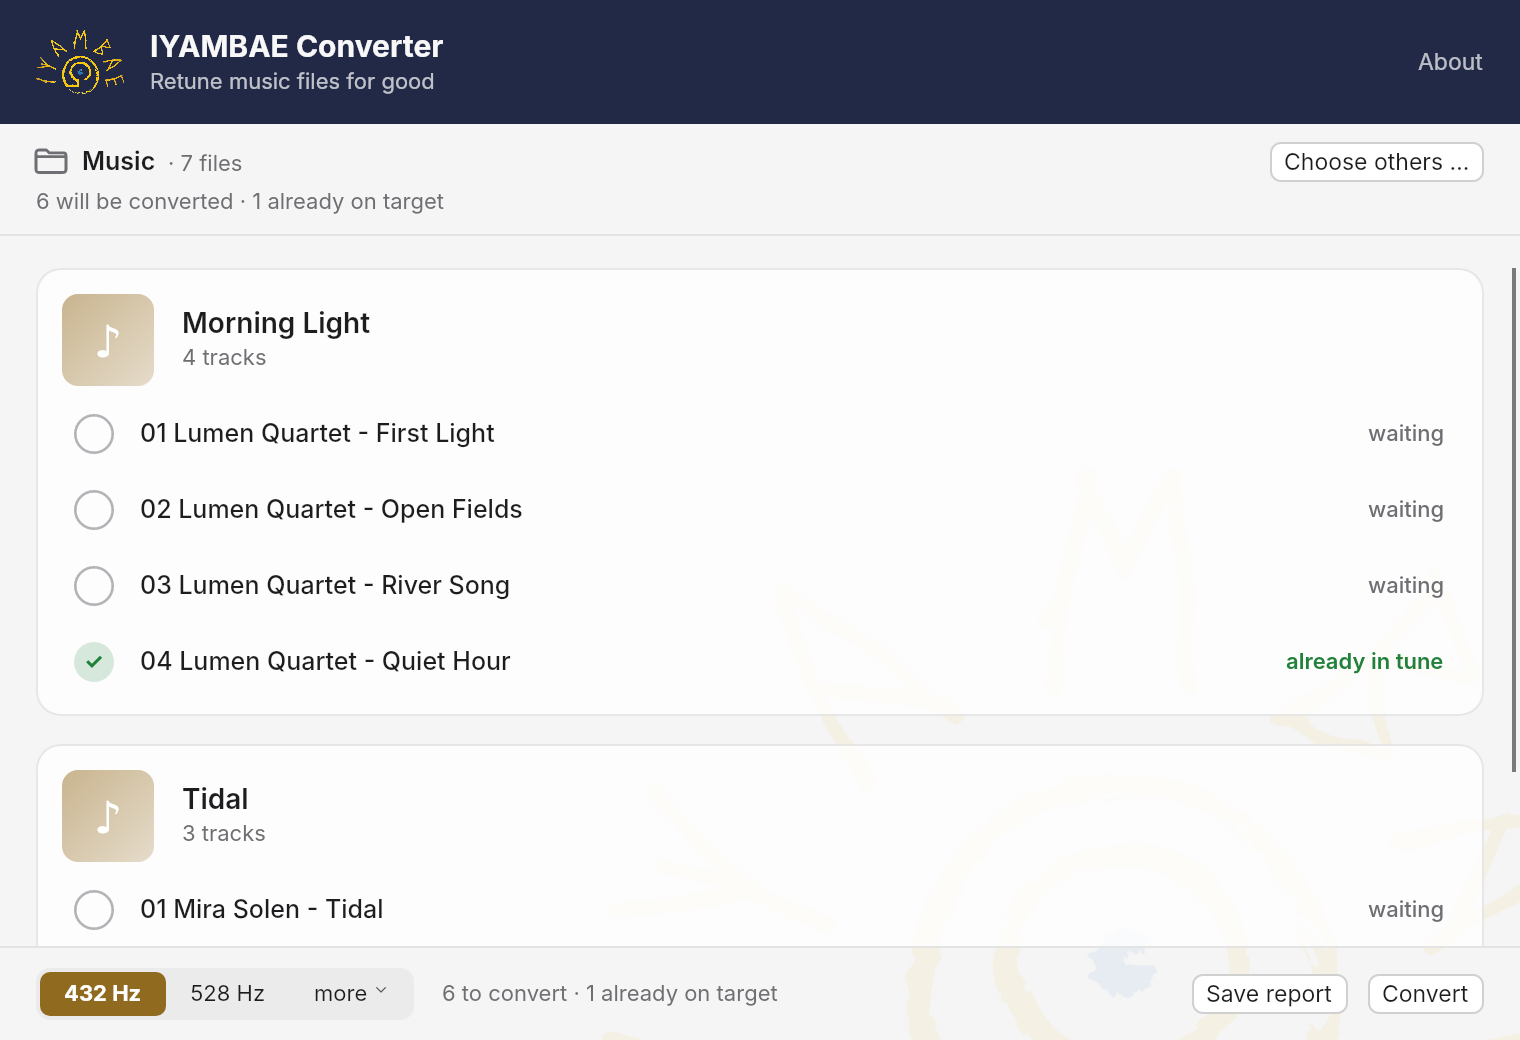 IYAMBAE
IYAMBAE Converter
Retune music files for good
About
Music · 7 files
Choose others ...
6 will be converted · 1 already on target
Morning Light
4 tracks
01 Lumen Quartet - First Light waiting
02 Lumen Quartet - Open Fields waiting
03 Lumen Quartet - River Song waiting
04 Lumen Quartet - Quiet Hour already in tune
Tidal
3 tracks
01 Mira Solen - Tidal waiting
432 Hz 528 Hz more 6 to convert · 1 already on target Save report Convert